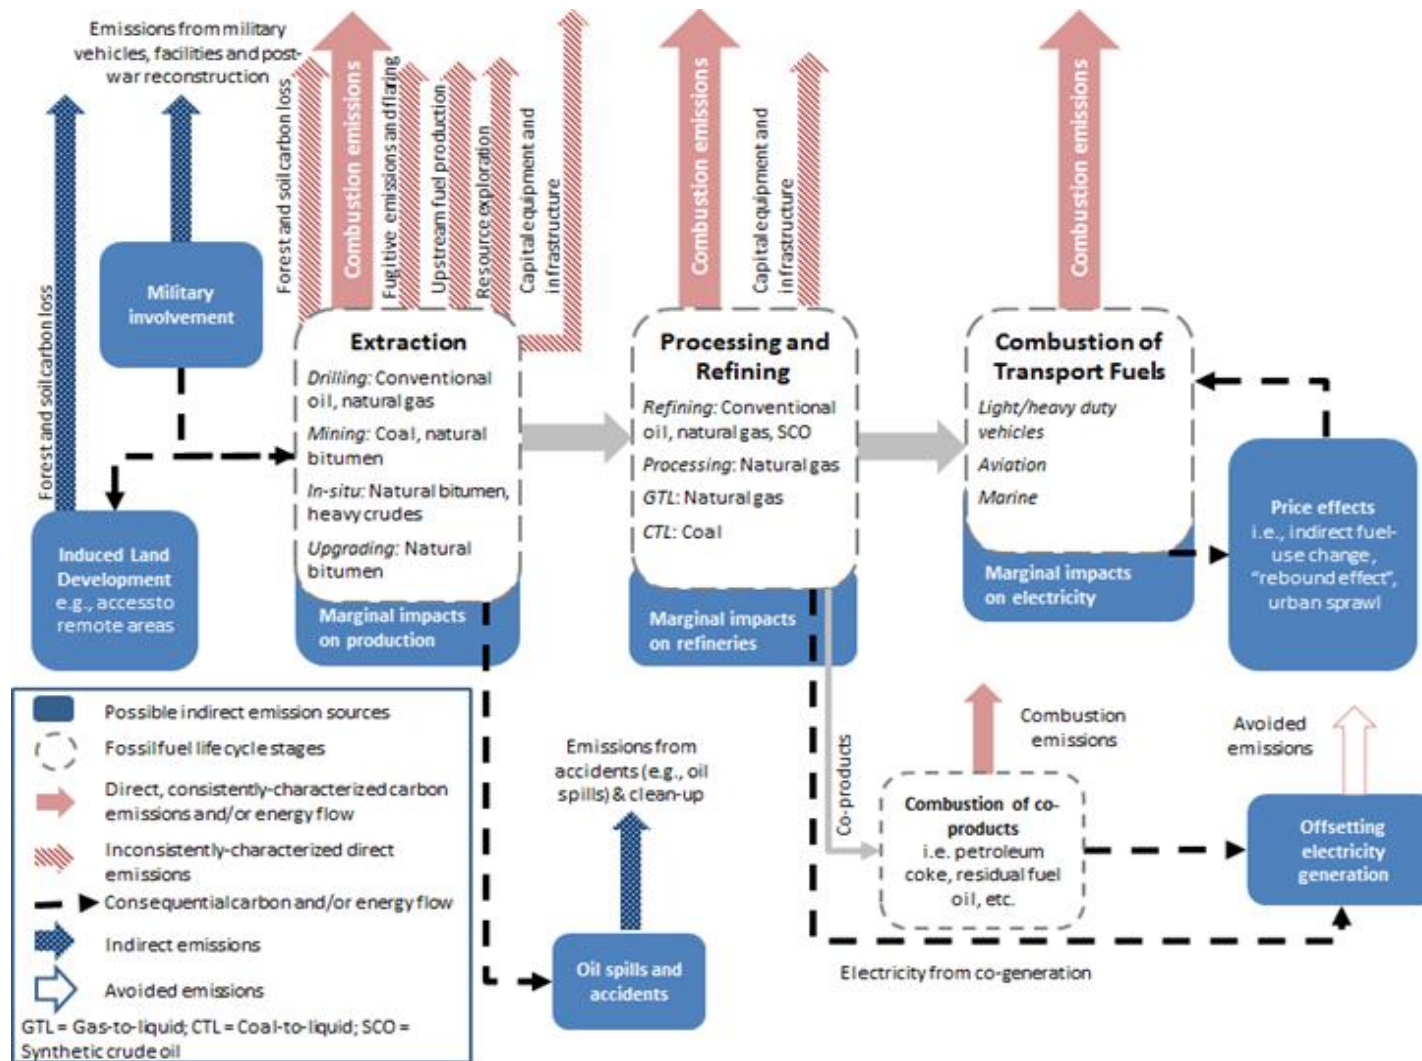 Emissions from military
vehicles, facilities and post-
war reconstruction
Forest and soil carbon loss
Military
involvement
Induced Land
Development
e.g., accessto
remote areas
Forest and soil carbon loss
Combustion emissions
Fugitive emissions and flaring
Upstream fuel production
Resource exploration
Capital equipment and
infrastructure
Extraction
Drilling: Conventional
oil, natural gas
Mining: Coal, natural
bitumen
In-situ: Natural bitumen,
heavy crudes
Upgrading: Natural
bitumen
Marginal impacts
on production
Combustion emissions
Capital equipment and
infrastructure
Processing and
Refining
Refining: Conventional
oil, natural gas, SCO
Processing: Natural gas
GTL: Natural gas
CTL: Coal
Marginal impacts
on refineries
Combustion emissions
Combustion of
Transport Fuels
Light/heavy duty
vehicles
Aviation
Marine
Marginal impacts
on electricity
Price effects
i.e., indirect fuel-
use change,
“rebound effect”,
urban sprawl
Possible indirect emission sources
Fossil fuel life cycle stages
Direct, consistently-characterized carbon
emissions and/or energy flow
Inconsistently-characterized direct
emissions
Consequential carbon and/or energy flow
Indirect emissions
Avoided emissions
GTL = Gas-to-liquid; CTL = Coal-to-liquid; SCO =
Synthetic crude oil
Emissions from
accidents (e.g., oil
spills) & clean-up
Oil spills and
accidents
Co-products
Combustion
emissions
Combustion of co-
products
i.e. petroleum
coke, residual fuel
oil, etc.
Avoided
emissions
Offsetting
electricity
generation
Electricity from co-generation